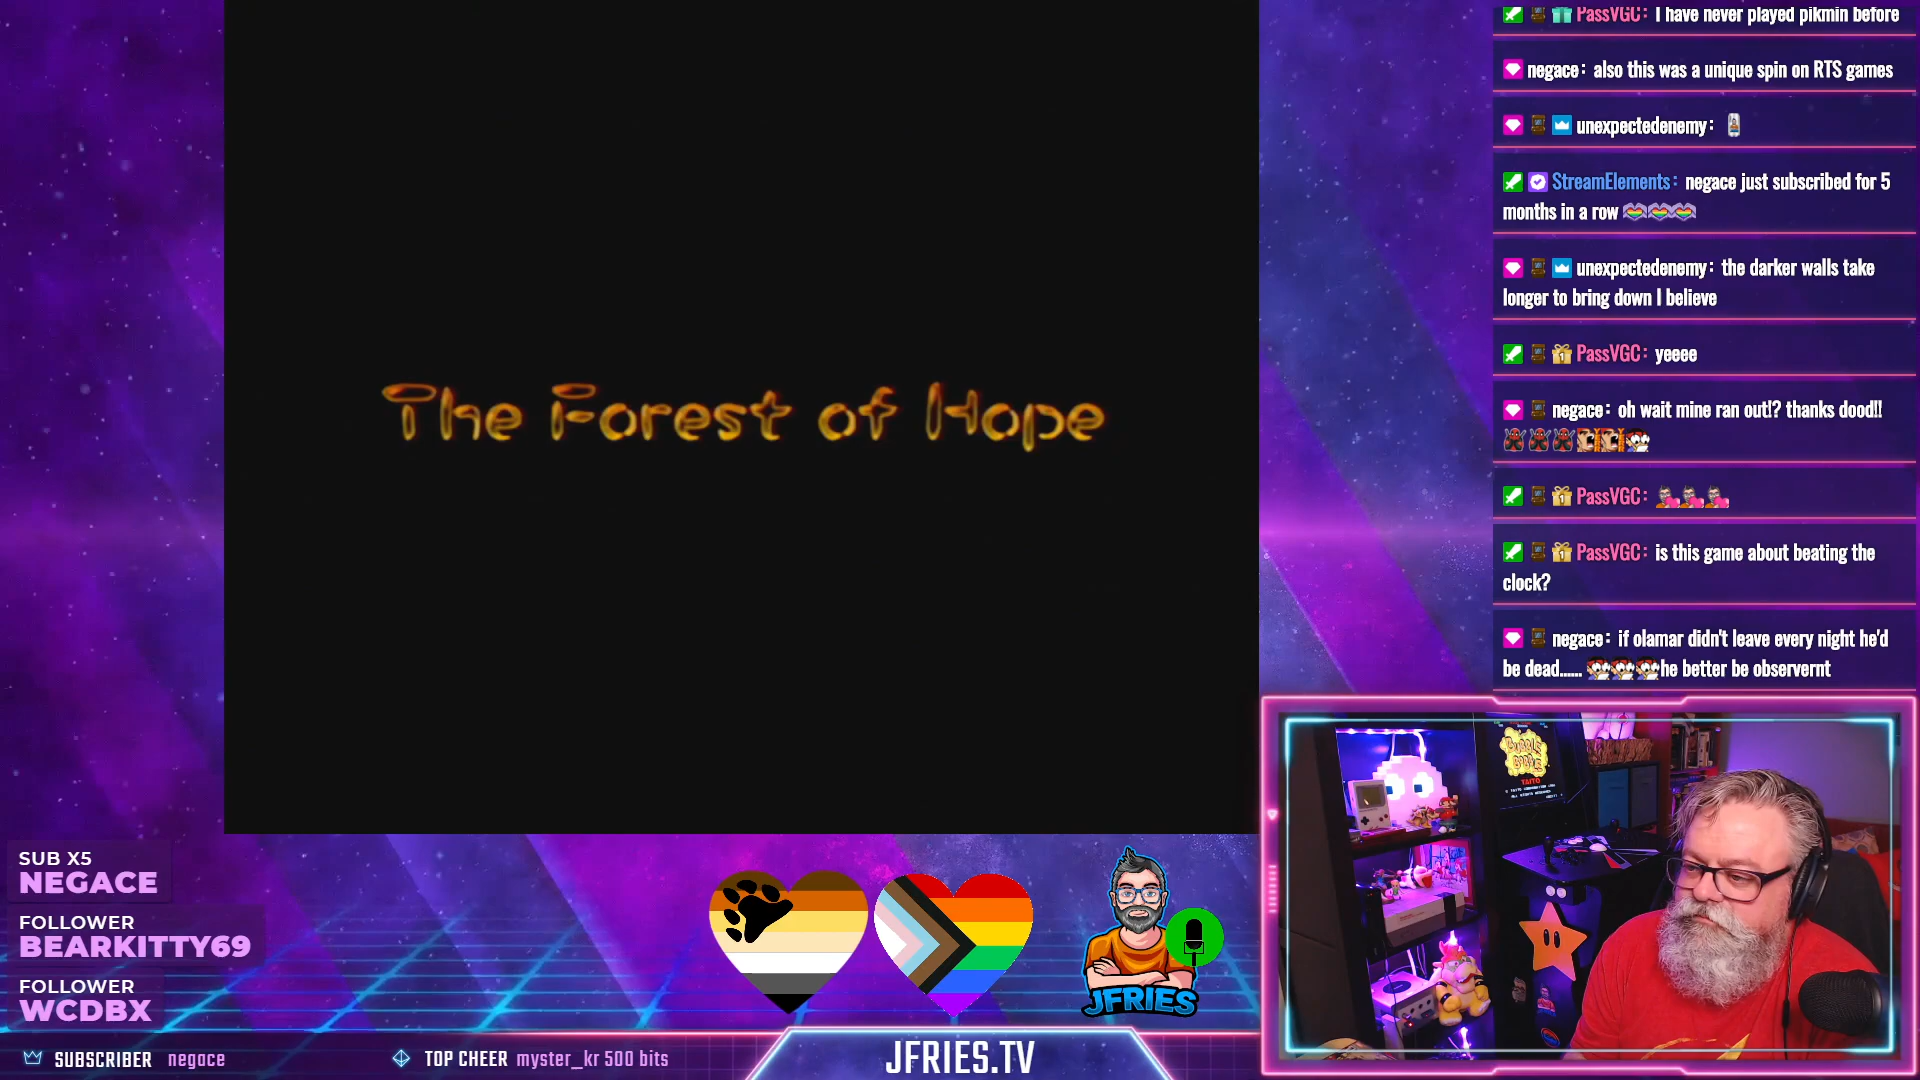 The Forest of Hope
PassVGC: I have never played pikmin before
negace: also this was a unique spin on RTS games
unexpectedenemy:
StreamElements: negace just subscribed for 5
months in a row
unexpectedenemy: the darker walls take
longer to bring down I believe
PassVGC: yeeee
negace: oh wait mine ran out!? thanks dood!!
PassVGC:
PassVGC: is this game about beating the
clock?
negace: if olamar didn't leave every night he'd
be dead...... he better be observernt
BUBBLE
BOBBLE
TAITO
SUB X5
NEGACE
FOLLOWER
BEARKITTY69
FOLLOWER
WCDBX
JFRIES
SUBSCRIBER negace
TOP CHEER myster_kr 500 bits
JFRIES.TV